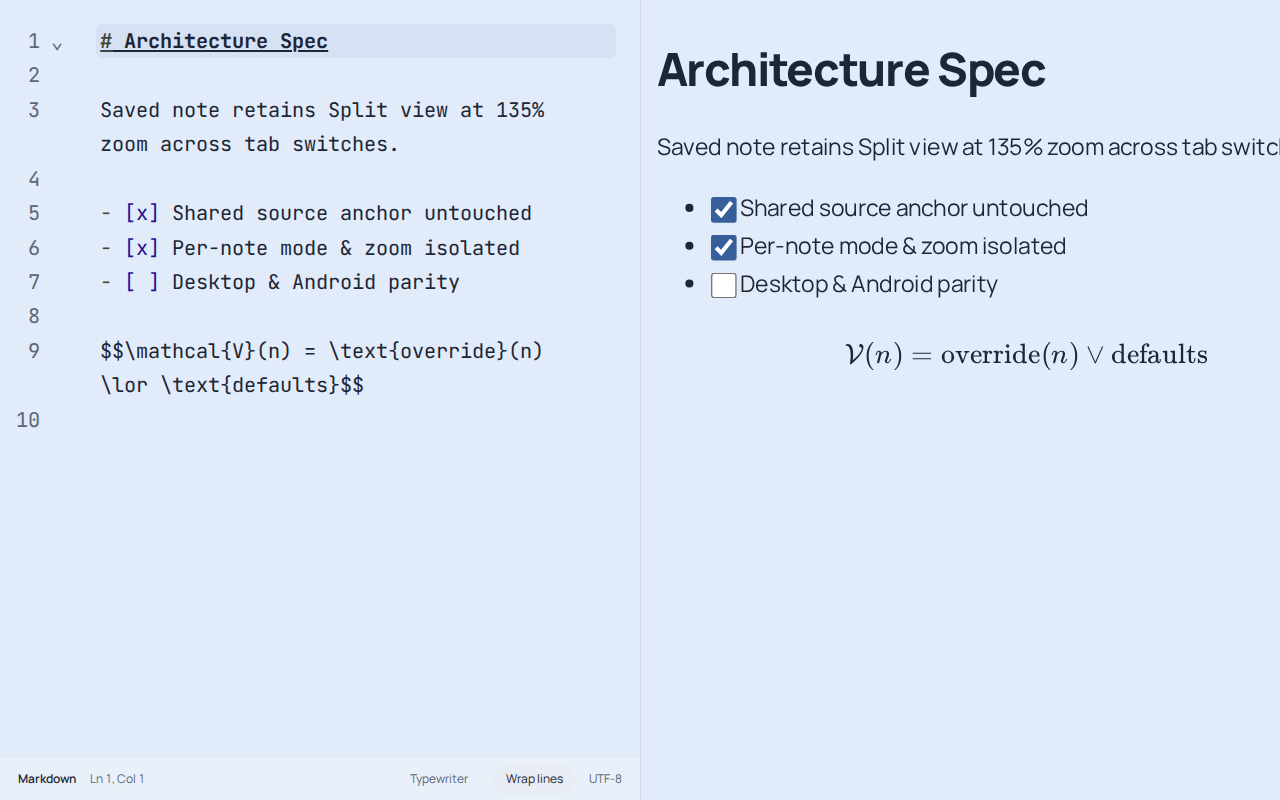 1 # Architecture Spec
2
3 Saved note retains Split view at 135%
zoom across tab switches.
4
5 - [x] Shared source anchor untouched
6 - [x] Per-note mode & zoom isolated
7 - [ ] Desktop & Android parity
8
9 $$\mathcal{V}(n) = \text{override}(n)
\lor \text{defaults}$$
10
Markdown Ln 1, Col 1 Typewriter Wrap lines UTF-8
Architecture Spec
Saved note retains Split view at 135% zoom across tab
Shared source anchor untouched
Per-note mode & zoom isolated
Desktop & Android parity
𝒱(n) = override(n) ∨ defaults